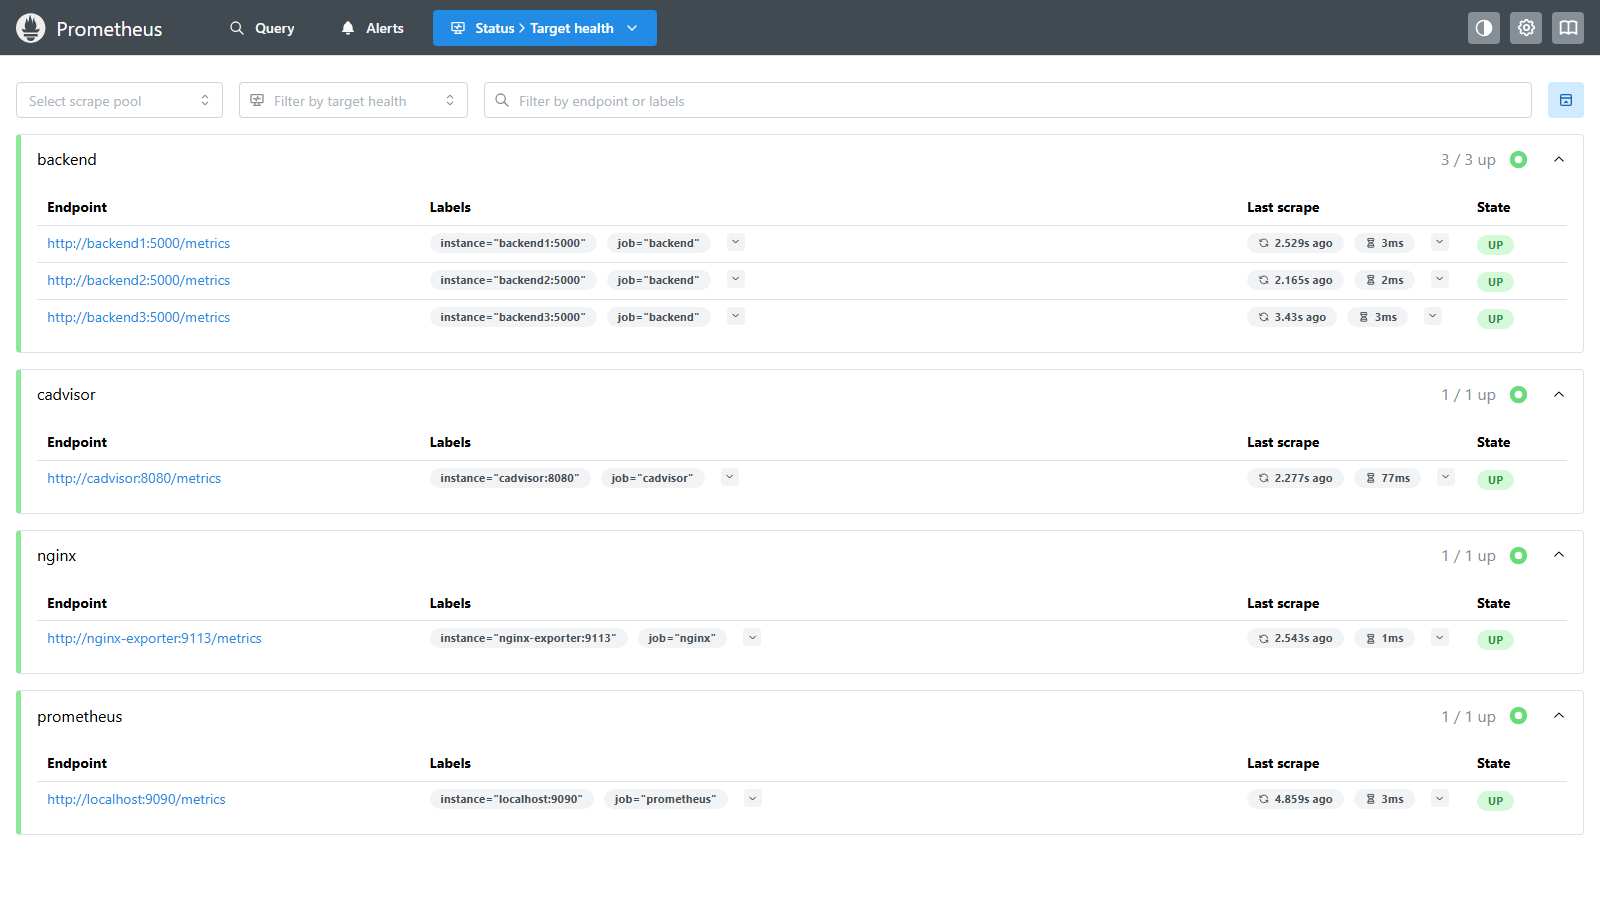 Prometheus Query Alerts Status > Target health
Select scrape pool Filter by target health Filter by endpoint or labels
backend 3 / 3 up
Endpoint Labels Last scrape State
http://backend1:5000/metrics instance="backend1:5000" job="backend" 2.529s ago 3ms UP
http://backend2:5000/metrics instance="backend2:5000" job="backend" 2.165s ago 2ms UP
http://backend3:5000/metrics instance="backend3:5000" job="backend" 3.43s ago 3ms UP
cadvisor 1 / 1 up
Endpoint Labels Last scrape State
http://cadvisor:8080/metrics instance="cadvisor:8080" job="cadvisor" 2.277s ago 77ms UP
nginx 1 / 1 up
Endpoint Labels Last scrape State
http://nginx-exporter:9113/metrics instance="nginx-exporter:9113" job="nginx" 2.543s ago 1ms UP
prometheus 1 / 1 up
Endpoint Labels Last scrape State
http://localhost:9090/metrics instance="localhost:9090" job="prometheus" 4.859s ago 3ms UP